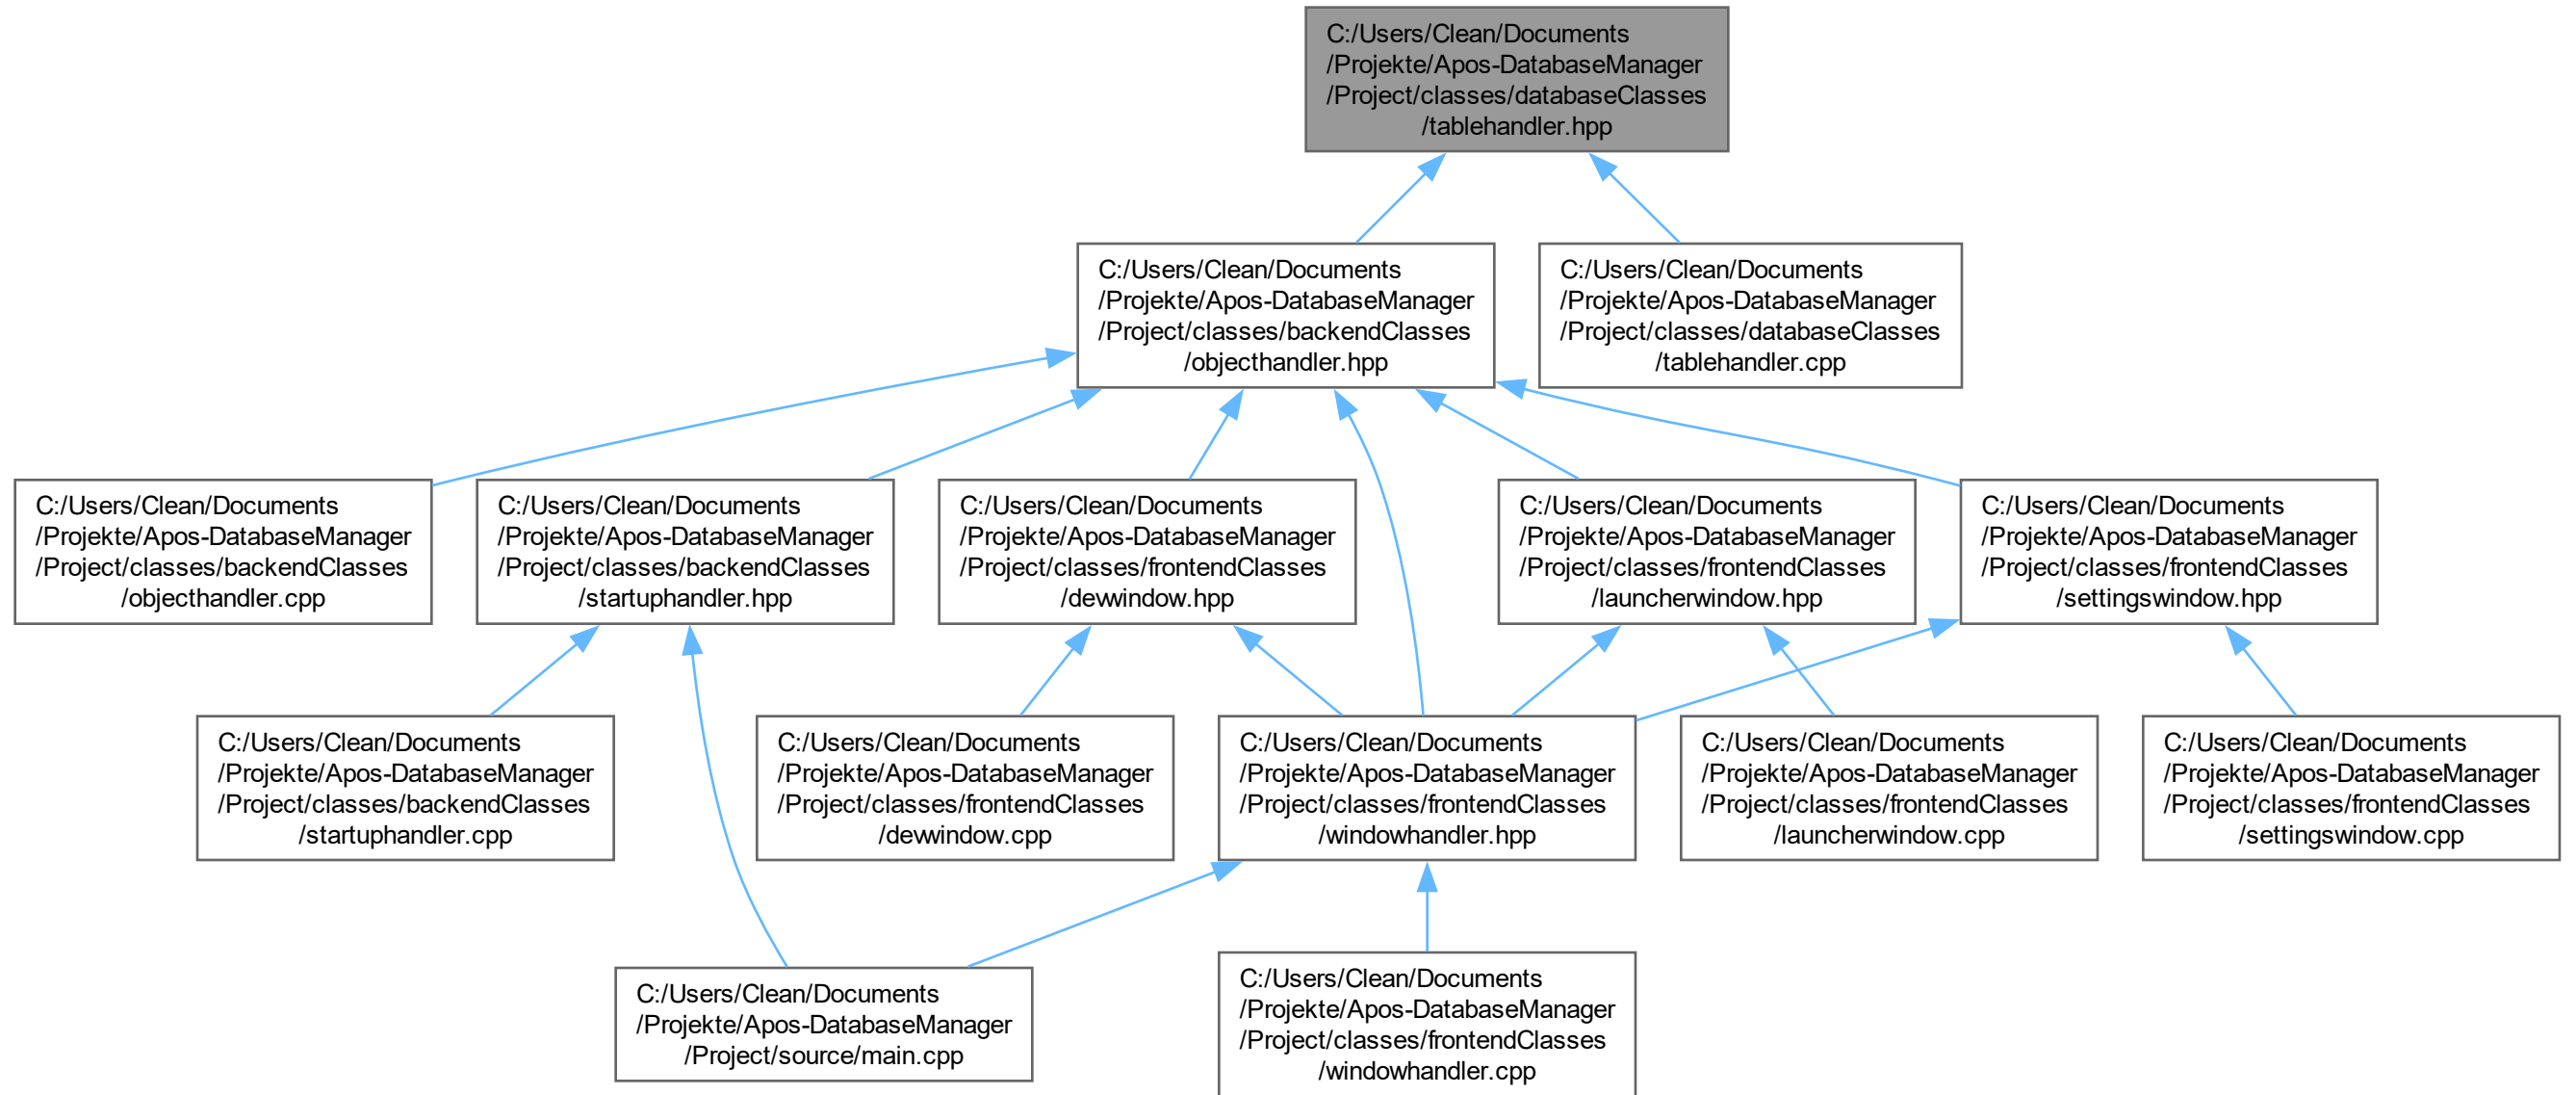 C:/Users/Clean/Documents
/Projekte/Apos-DatabaseManager
/Project/classes/databaseClasses
/tablehandler.hpp
C:/Users/Clean/Documents
/Projekte/Apos-DatabaseManager
/Project/classes/backendClasses
/objecthandler.hpp
C:/Users/Clean/Documents
/Projekte/Apos-DatabaseManager
/Project/classes/databaseClasses
/tablehandler.cpp
C:/Users/Clean/Documents
/Projekte/Apos-DatabaseManager
/Project/classes/backendClasses
/objecthandler.cpp
C:/Users/Clean/Documents
/Projekte/Apos-DatabaseManager
/Project/classes/backendClasses
/startuphandler.hpp
C:/Users/Clean/Documents
/Projekte/Apos-DatabaseManager
/Project/classes/frontendClasses
/dewwindow.hpp
C:/Users/Clean/Documents
/Projekte/Apos-DatabaseManager
/Project/classes/frontendClasses
/launcherwindow.hpp
C:/Users/Clean/Documents
/Projekte/Apos-DatabaseManager
/Project/classes/frontendClasses
/settingswindow.hpp
C:/Users/Clean/Documents
/Projekte/Apos-DatabaseManager
/Project/classes/backendClasses
/startuphandler.cpp
C:/Users/Clean/Documents
/Projekte/Apos-DatabaseManager
/Project/classes/frontendClasses
/dewwindow.cpp
C:/Users/Clean/Documents
/Projekte/Apos-DatabaseManager
/Project/classes/frontendClasses
/windowhandler.hpp
C:/Users/Clean/Documents
/Projekte/Apos-DatabaseManager
/Project/classes/frontendClasses
/launcherwindow.cpp
C:/Users/Clean/Documents
/Projekte/Apos-DatabaseManager
/Project/classes/frontendClasses
/settingswindow.cpp
C:/Users/Clean/Documents
/Projekte/Apos-DatabaseManager
/Project/source/main.cpp
C:/Users/Clean/Documents
/Projekte/Apos-DatabaseManager
/Project/classes/frontendClasses
/windowhandler.cpp